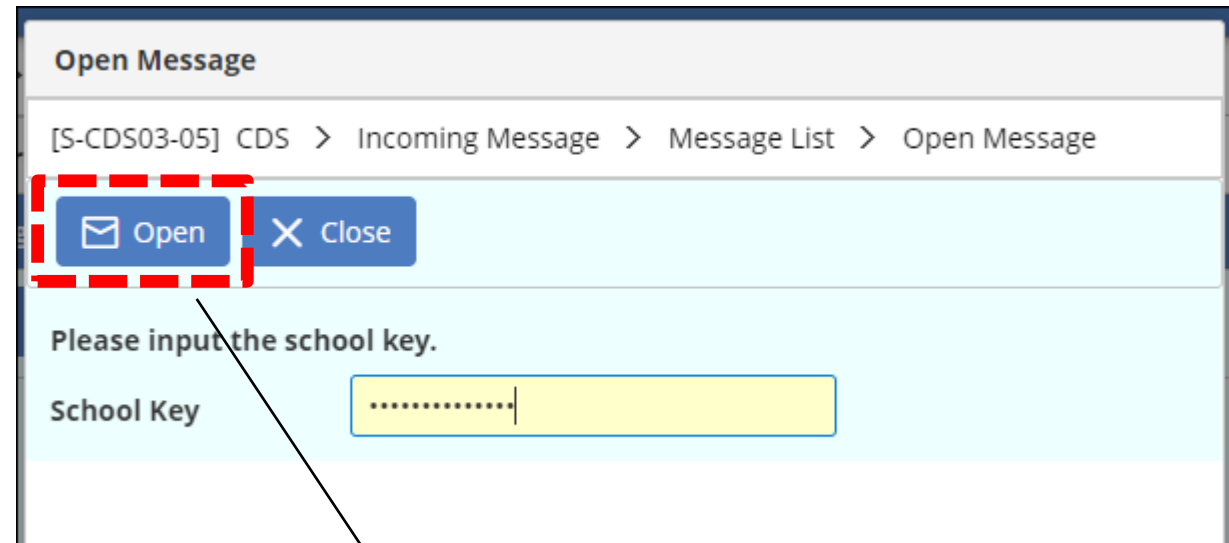 Open Message
[S-CDS03-05] CDS > Incoming Message > Message List > Open Message
Open Close
Please input the school key.
School Key ••••••••••••••